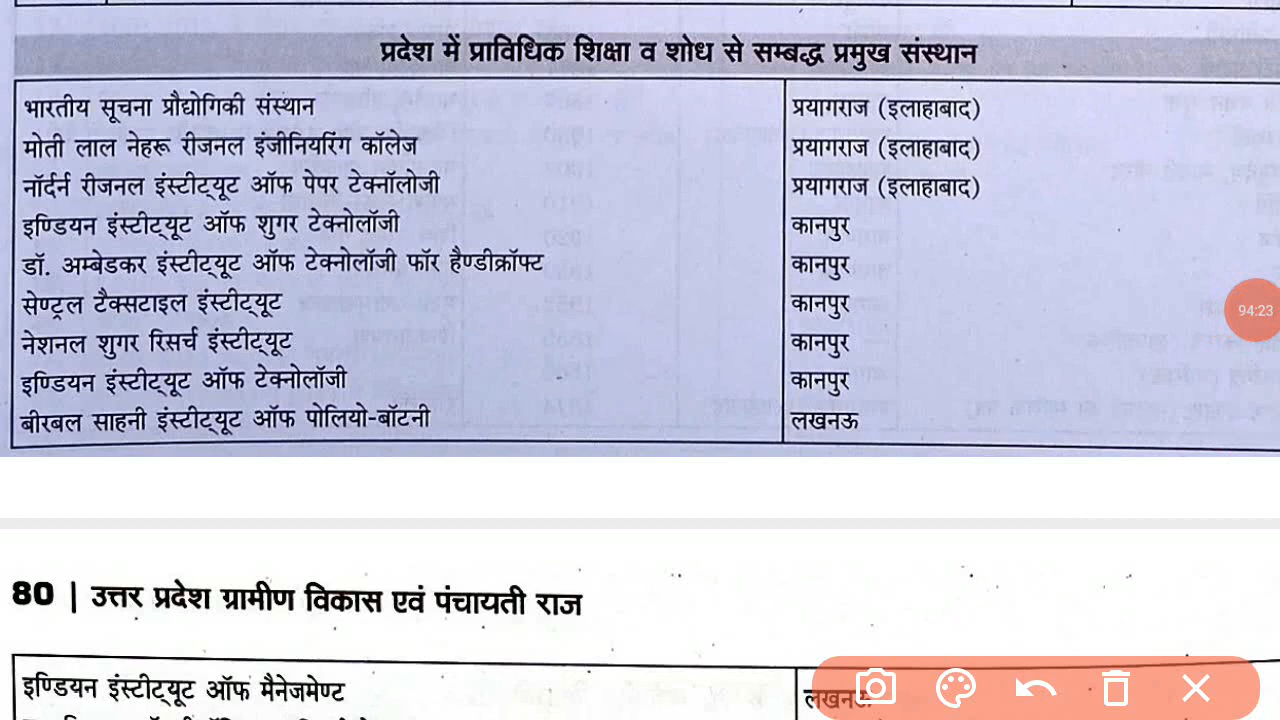 प्रदेश में प्राविधिक शिक्षा व शोध से सम्बद्ध प्रमुख संस्थान
भारतीय सूचना प्रौद्योगिकी संस्थान प्रयागराज (इलाहाबाद)
मोती लाल नेहरू रीजनल इंजीनियरिंग कॉलेज प्रयागराज (इलाहाबाद)
नॉर्दर्न रीजनल इंस्टीट्यूट ऑफ पेपर टेक्नॉलोजी प्रयागराज (इलाहाबाद)
इण्डियन इंस्टीट्यूट ऑफ शुगर टेक्नोलॉजी कानपुर
डॉ. अम्बेडकर इंस्टीट्यूट ऑफ टेक्नोलॉजी फॉर हैण्डीक्रॉफ्ट कानपुर
सेण्ट्रल टैक्सटाइल इंस्टीट्यूट कानपुर
नेशनल शुगर रिसर्च इंस्टीट्यूट कानपुर
इण्डियन इंस्टीट्यूट ऑफ टेक्नोलॉजी कानपुर
बीरबल साहनी इंस्टीट्यूट ऑफ पोलियो-बॉटनी लखनऊ
94:23
80 | उत्तर प्रदेश ग्रामीण विकास एवं पंचायती राज
इण्डियन इंस्टीट्यूट ऑफ मैनेजमेण्ट लखनऊ